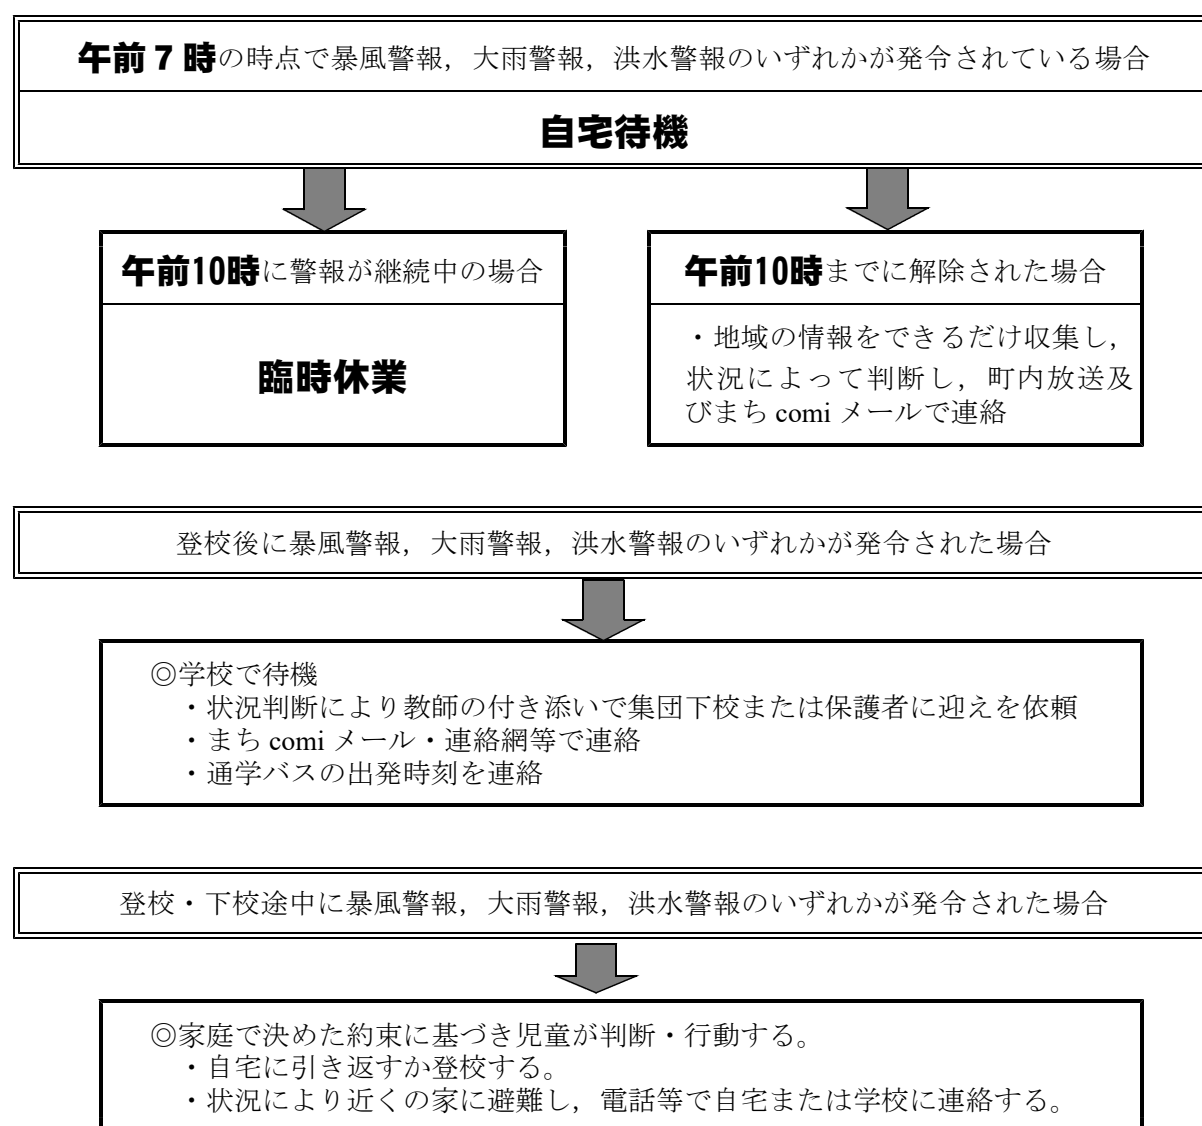 午前７時の時点で暴風警報，大雨警報，洪水警報のいずれかが発令されている場合
自宅待機
午前10時に警報が継続中の場合
臨時休業
午前10時までに解除された場合
・地域の情報をできるだけ収集し，
状況によって判断し，町内放送及
びまち comi メールで連絡
登校後に暴風警報，大雨警報，洪水警報のいずれかが発令された場合
◎学校で待機
・状況判断により教師の付き添いで集団下校または保護者に迎えを依頼
・まち comi メール・連絡網等で連絡
・通学バスの出発時刻を連絡
登校・下校途中に暴風警報，大雨警報，洪水警報のいずれかが発令された場合
◎家庭で決めた約束に基づき児童が判断・行動する。
・自宅に引き返すか登校する。
・状況により近くの家に避難し，電話等で自宅または学校に連絡する。